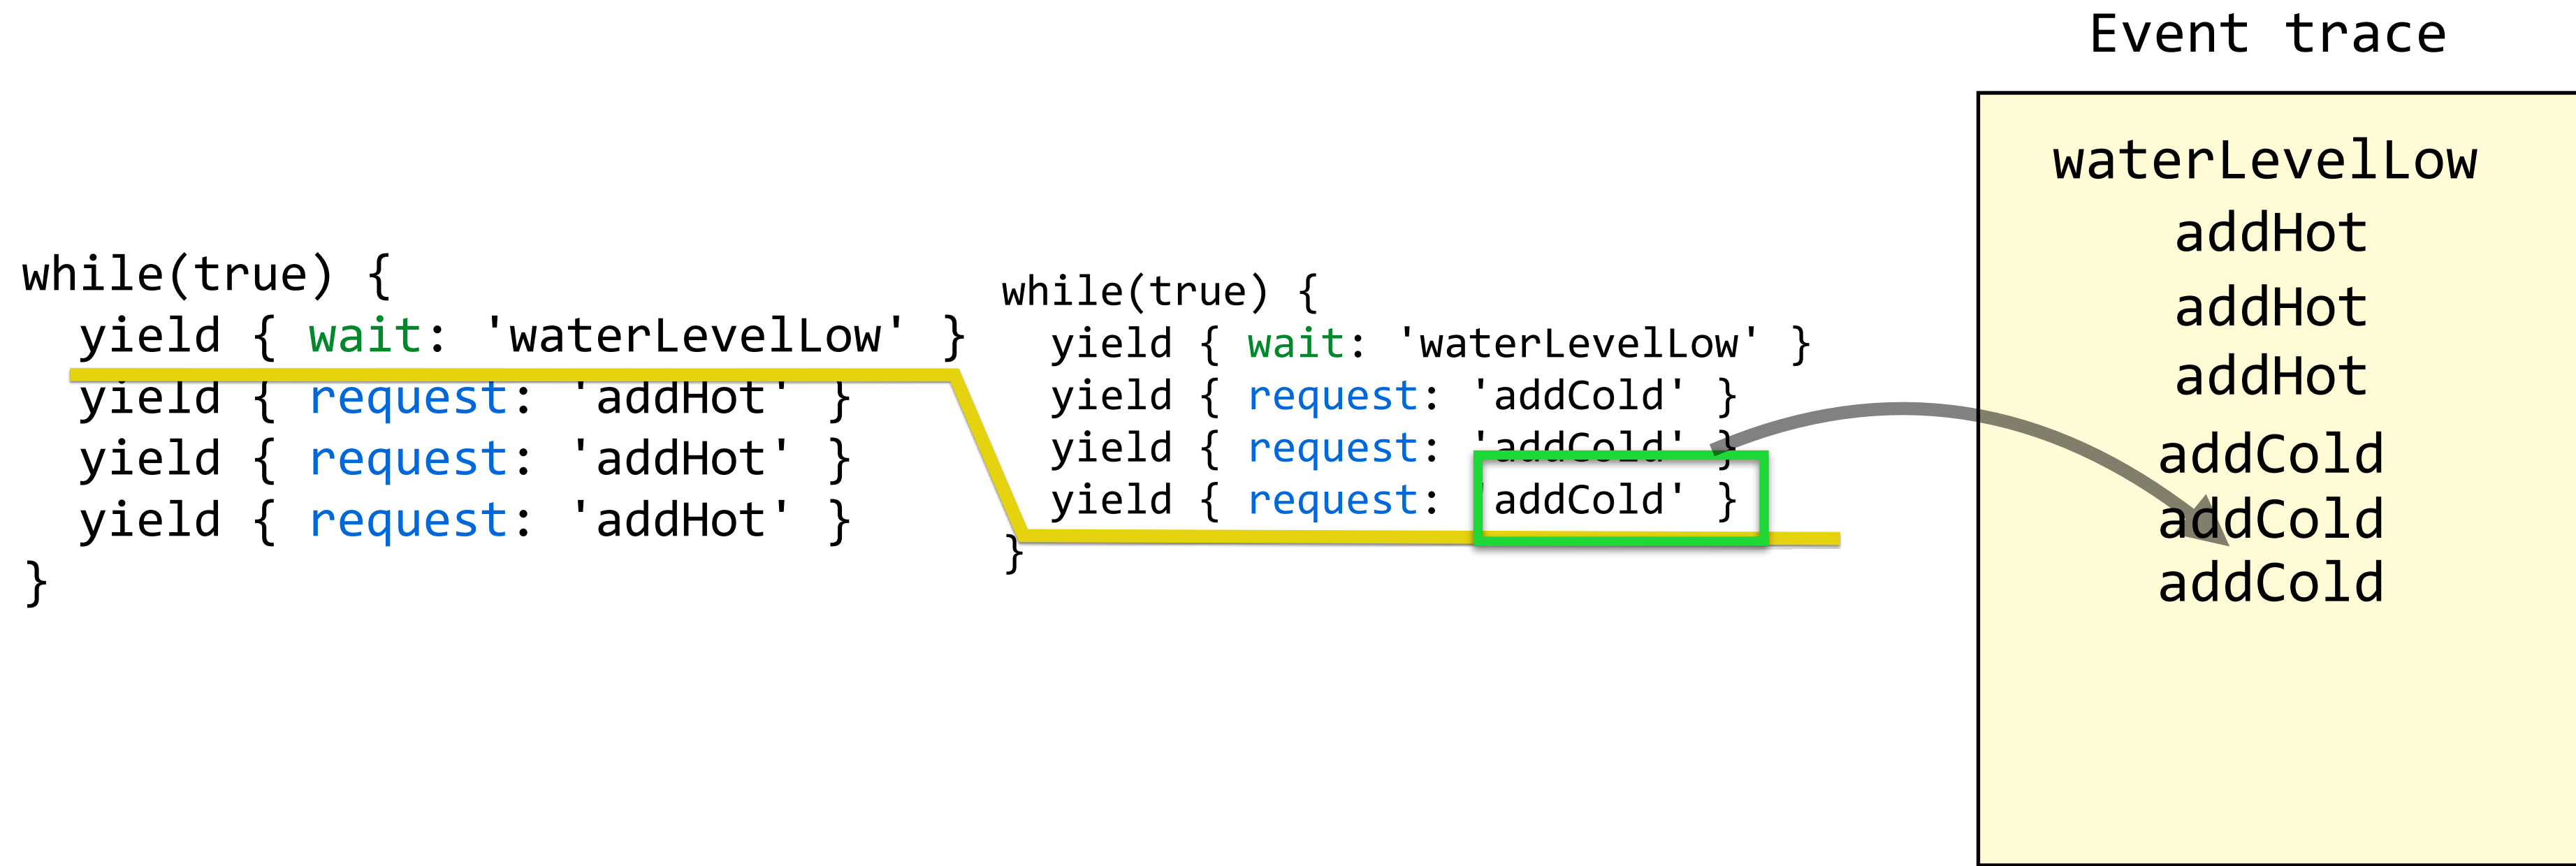 while(true) {
  yield { wait: 'waterLevelLow' }
  yield { request: 'addHot' }
  yield { request: 'addHot' }
  yield { request: 'addHot' }
}
while(true) {
  yield { wait: 'waterLevelLow' }
  yield { request: 'addCold' }
  yield { request: 'addCold' }
  yield { request: 'addCold' }
}
Event trace
waterLevelLow
addHot
addHot
addHot
addCold
addCold
addCold